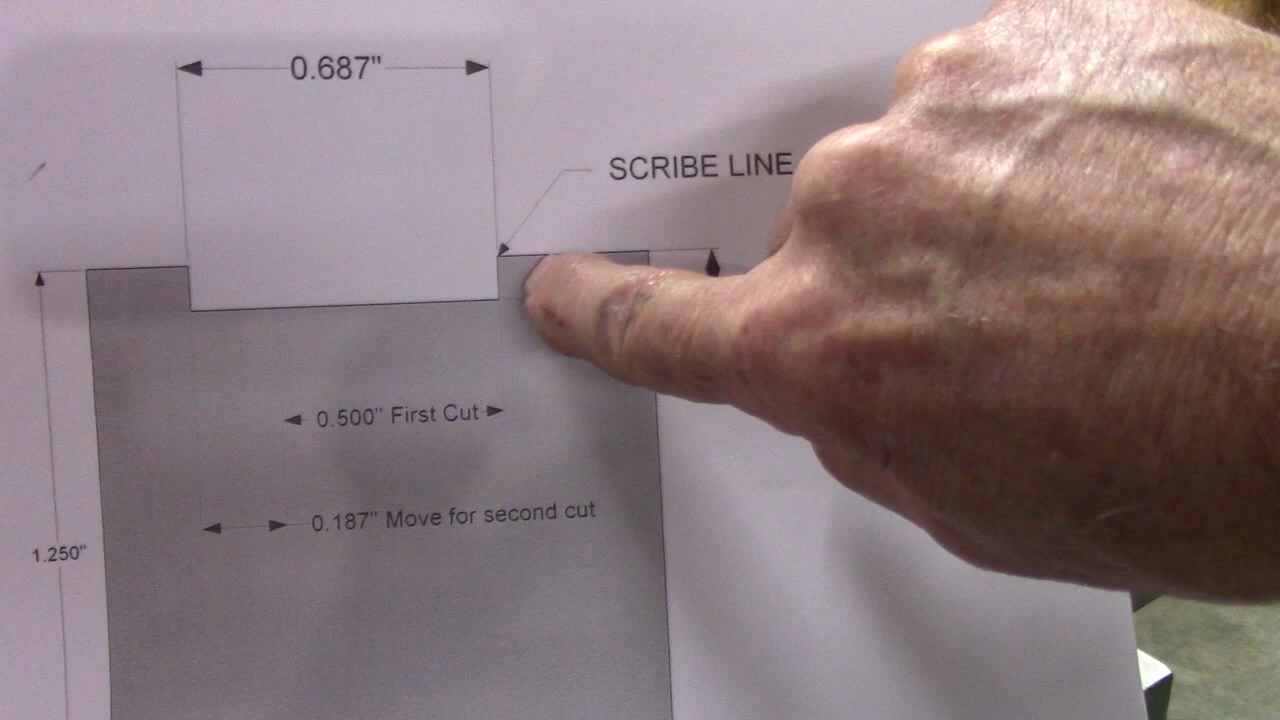 0.687"
SCRIBE LINE
0.500" First Cut
0.187" Move for second cut
1.250"